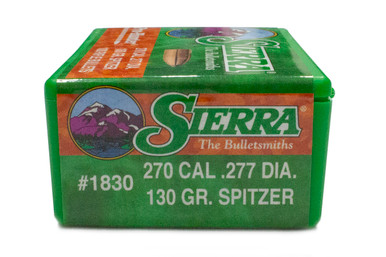 SIERRA
The Bulletsmiths
#1830
270 CAL .277 DIA.
130 GR. SPITZER